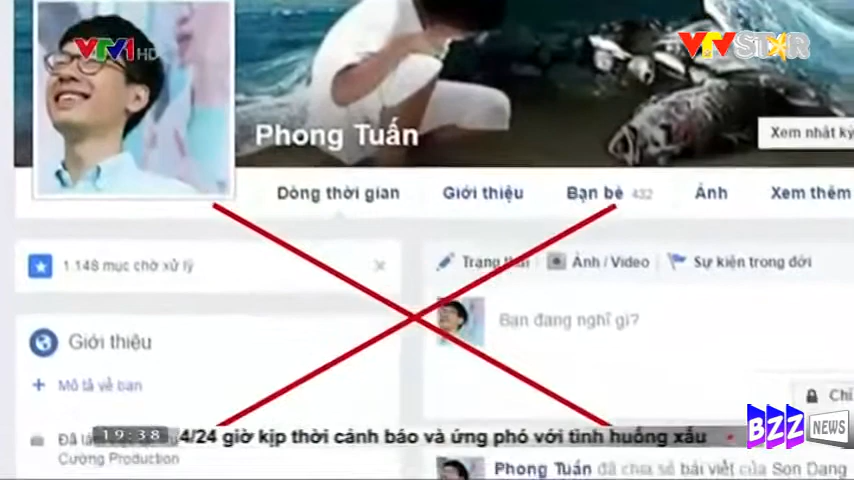 VTV1 HD
VTV STAR
Phong Tuấn
Xem nhật ký
Dòng thời gian Giới thiệu Bạn bè 432 Ảnh Xem thêm
1.148 mục chờ xử lý
Trạng thái Ảnh / Video Sự kiện trong đời
Bạn đang nghĩ gì?
Giới thiệu
Mô tả về bạn
Chỉ
Đã
19:38 4/24 giờ kịp thời cảnh báo và ứng phó với tình huống xấu
BZZ NEWS
Cường Production
Phong Tuấn đã chia sẻ bài viết của Son Dang